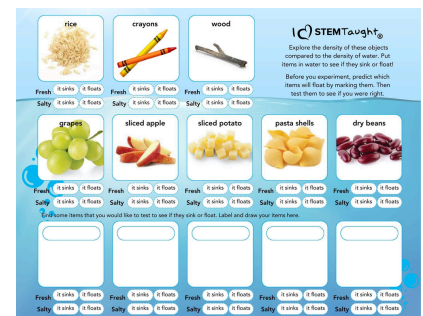 rice crayons wood
I STEMTaught®
Explore the density of these objects
compared to the density of water. Put
items in water to see if they sink or float!
Before you experiment, predict which
items will float by marking them. Then
test them to see if you were right.
Fresh it sinks it floats Fresh it sinks it floats Fresh it sinks it floats
Salty it sinks it floats Salty it sinks it floats Salty it sinks it floats
grapes sliced apple sliced potato pasta shells dry beans
Fresh it sinks it floats Fresh it sinks it floats Fresh it sinks it floats Fresh it sinks it floats Fresh it sinks it floats
Salty it sinks it floats Salty it sinks it floats Salty it sinks it floats Salty it sinks it floats Salty it sinks it floats
Find some items that you would like to test to see if they sink or float. Label and draw your items here.
Fresh it sinks it floats Fresh it sinks it floats Fresh it sinks it floats Fresh it sinks it floats Fresh it sinks it floats
Salty it sinks it floats Salty it sinks it floats Salty it sinks it floats Salty it sinks it floats Salty it sinks it floats